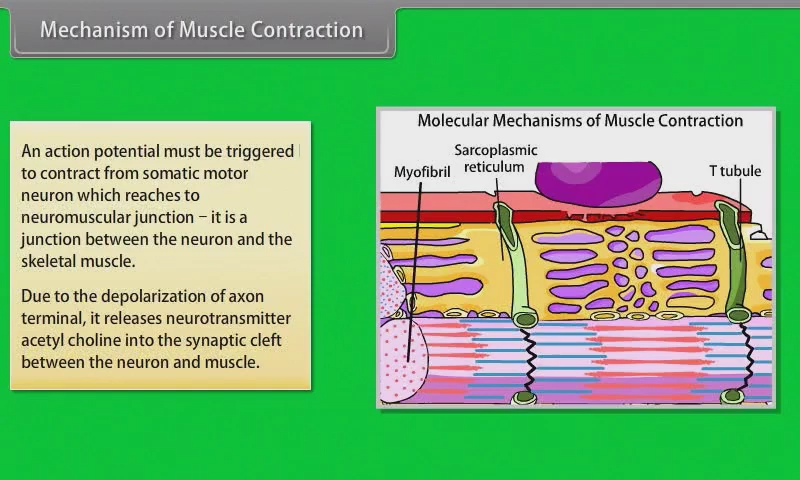 Mechanism of Muscle Contraction
An action potential must be triggered
to contract from somatic motor
neuron which reaches to
neuromuscular junction – it is a
junction between the neuron and the
skeletal muscle.
Due to the depolarization of axon
terminal, it releases neurotransmitter
acetyl choline into the synaptic cleft
between the neuron and muscle.
Molecular Mechanisms of Muscle Contraction
Sarcoplasmic
reticulum
Myofibril
T tubule